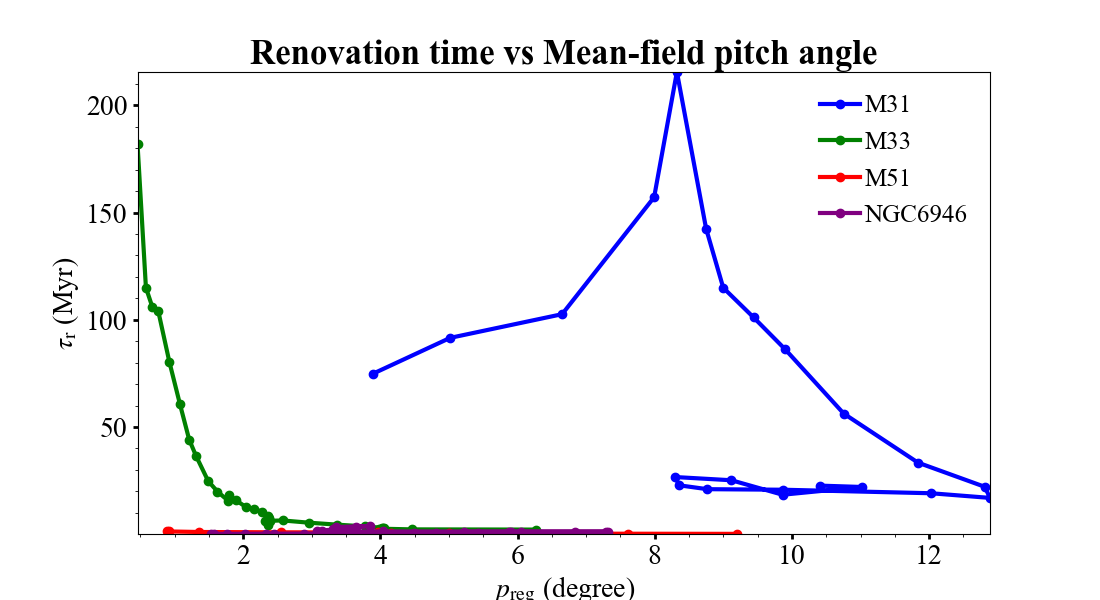 Renovation time vs Mean-field pitch angle
200
150
100
50
τr (Myr)
M31
M33
M51
NGC6946
2 4 6 8 10 12
preg (degree)